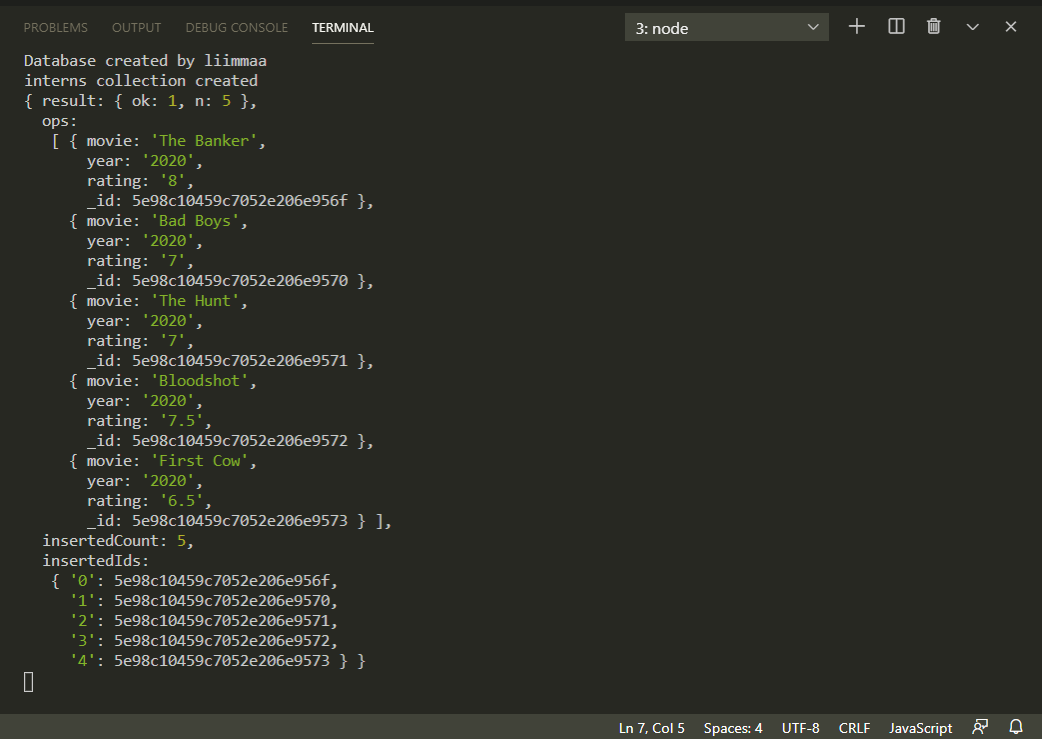 PROBLEMS OUTPUT DEBUG CONSOLE TERMINAL 3: node
Database created by liimmaa
interns collection created
{ result: { ok: 1, n: 5 },
  ops:
   [ { movie: 'The Banker',
       year: '2020',
       rating: '8',
       _id: 5e98c10459c7052e206e956f },
     { movie: 'Bad Boys',
       year: '2020',
       rating: '7',
       _id: 5e98c10459c7052e206e9570 },
     { movie: 'The Hunt',
       year: '2020',
       rating: '7',
       _id: 5e98c10459c7052e206e9571 },
     { movie: 'Bloodshot',
       year: '2020',
       rating: '7.5',
       _id: 5e98c10459c7052e206e9572 },
     { movie: 'First Cow',
       year: '2020',
       rating: '6.5',
       _id: 5e98c10459c7052e206e9573 } ],
  insertedCount: 5,
  insertedIds:
   { '0': 5e98c10459c7052e206e956f,
     '1': 5e98c10459c7052e206e9570,
     '2': 5e98c10459c7052e206e9571,
     '3': 5e98c10459c7052e206e9572,
     '4': 5e98c10459c7052e206e9573 } }
Ln 7, Col 5 Spaces: 4 UTF-8 CRLF JavaScript